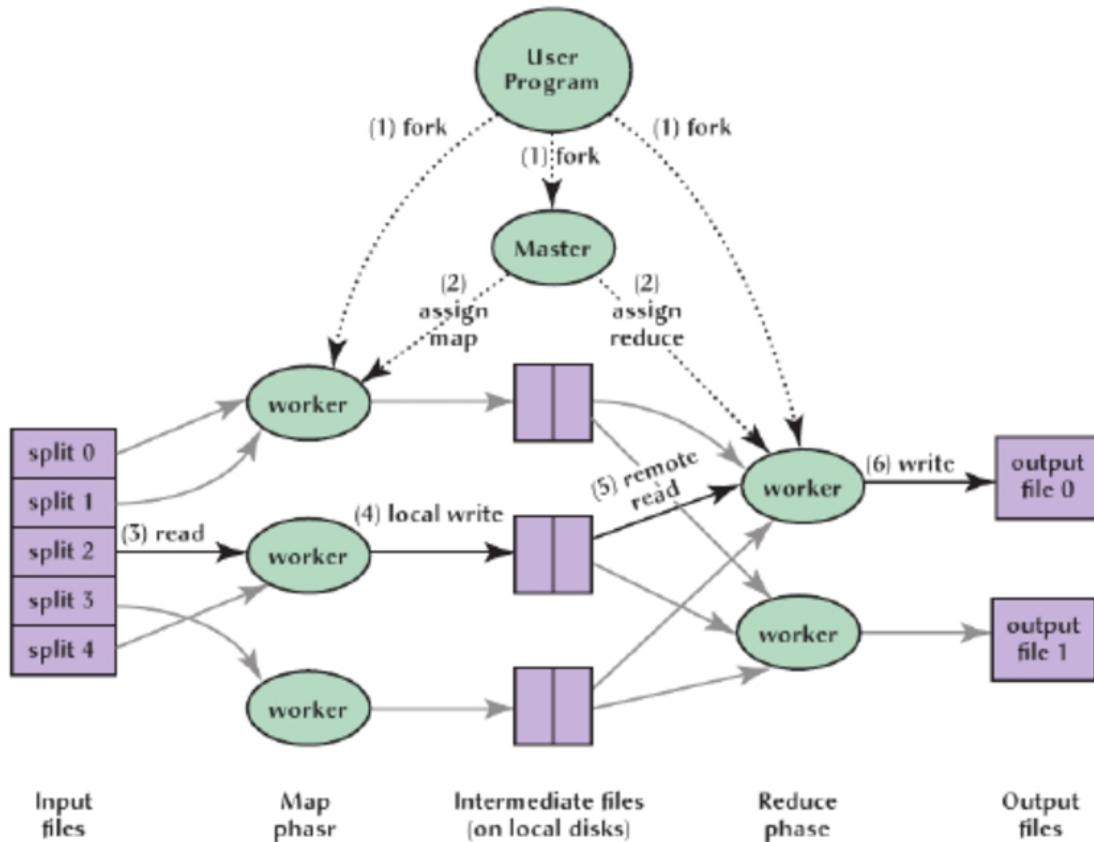 User
Program
(1) fork
(1) fork
(1) fork
Master
(2)
assign
map
(2)
assign
reduce
split 0
split 1
split 2
split 3
split 4
(3) read
worker
worker
worker
(4) local write
(5) remote
read
worker
worker
(6) write
output
file 0
output
file 1
Input
files
Map
phasr
Intermediate files
(on local disks)
Reduce
phase
Output
files